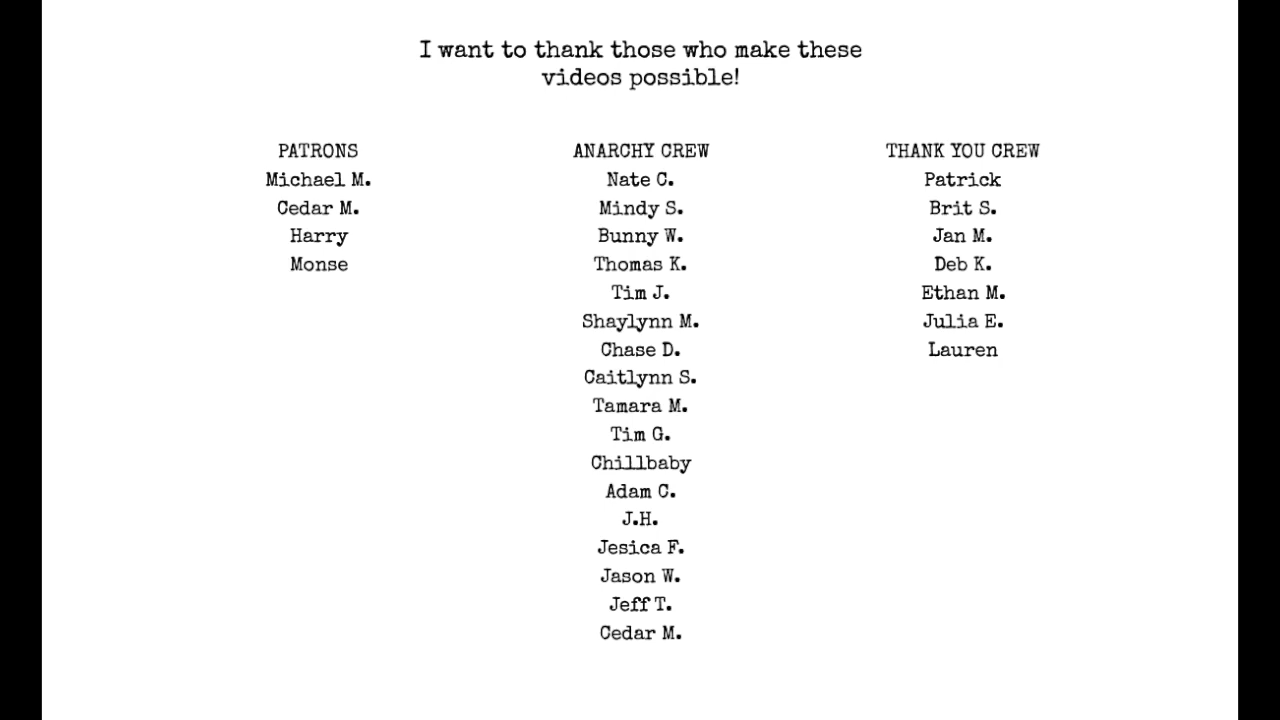 I want to thank those who make these
videos possible!
PATRONS
Michael M.
Cedar M.
Harry
Monse
ANARCHY CREW
Nate C.
Mindy S.
Bunny W.
Thomas K.
Tim J.
Shaylynn M.
Chase D.
Caitlynn S.
Tamara M.
Tim G.
Chillbaby
Adam C.
J.H.
Jesica F.
Jason W.
Jeff T.
Cedar M.
THANK YOU CREW
Patrick
Brit S.
Jan M.
Deb K.
Ethan M.
Julia E.
Lauren